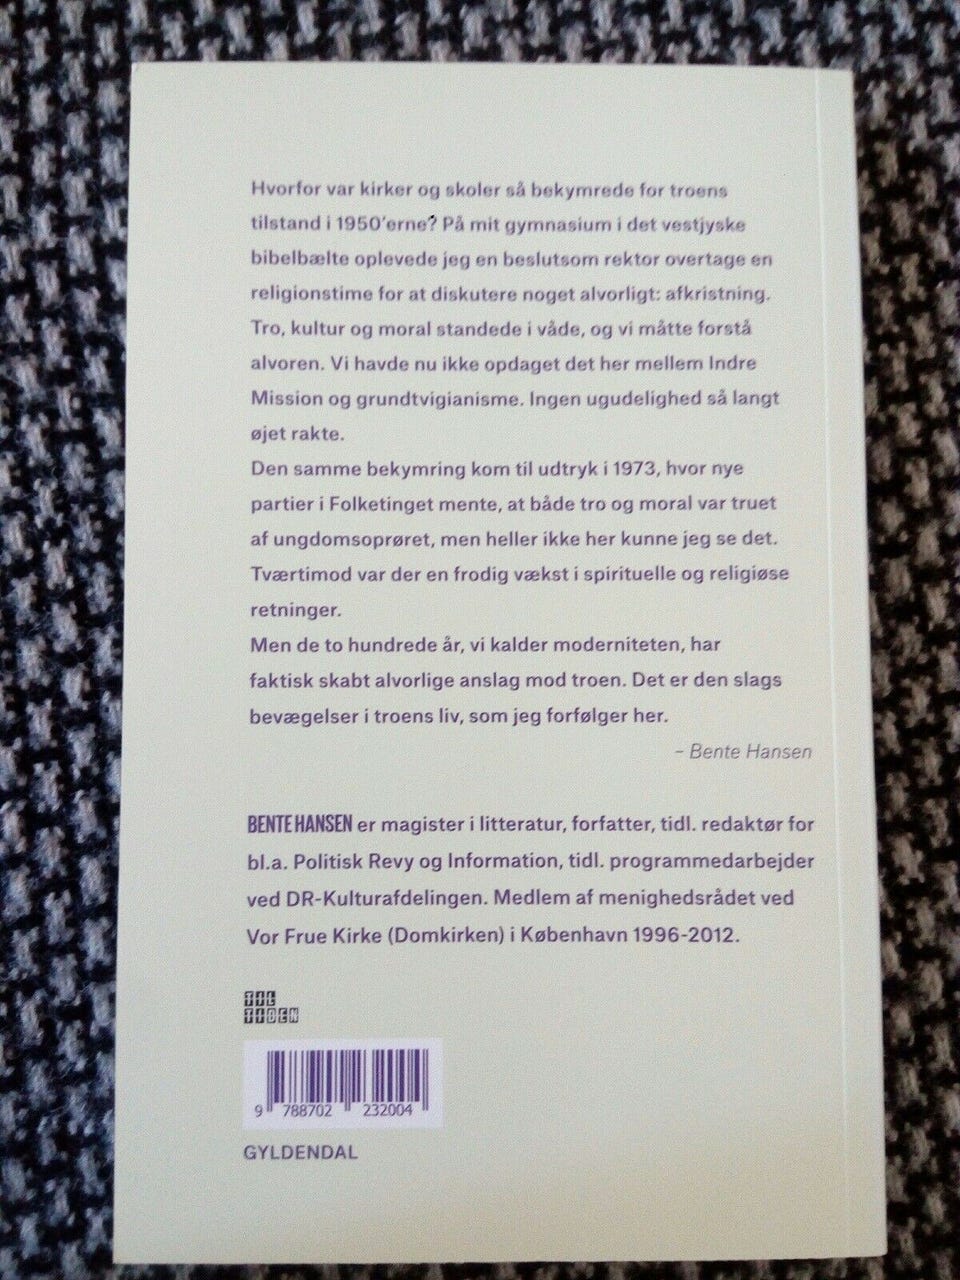 Hvorfor var kirker og skoler så bekymrede for troens
tilstand i 1950'erne? På mit gymnasium i det vestjyske
bibelbælte oplevede jeg en beslutsom rektor overtage en
religionstime for at diskutere noget alvorligt: afkristning.
Tro, kultur og moral standede i våde, og vi måtte forstå
alvoren. Vi havde nu ikke opdaget det her mellem Indre
Mission og grundtvigianisme. Ingen ugudelighed så langt
øjet rakte.
Den samme bekymring kom til udtryk i 1973, hvor nye
partier i Folketinget mente, at både tro og moral var truet
af ungdomsoprøret, men heller ikke her kunne jeg se det.
Tværtimod var der en frodig vækst i spirituelle og religiøse
retninger.
Men de to hundrede år, vi kalder moderniteten, har
faktisk skabt alvorlige anslag mod troen. Det er den slags
bevægelser i troens liv, som jeg forfølger her.
– Bente Hansen
BENTE HANSEN er magister i litteratur, forfatter, tidl. redaktør for
bl.a. Politisk Revy og Information, tidl. programmedarbejder
ved DR-Kulturafdelingen. Medlem af menighedsrådet ved
Vor Frue Kirke (Domkirken) i København 1996-2012.
TIL
TIDEN
9 788702 232004
GYLDENDAL